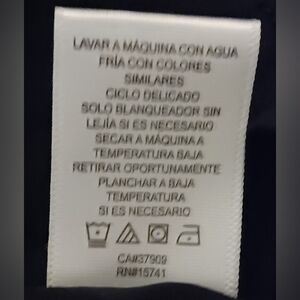 LAVAR A MÁQUINA CON AGUA
FRÍA CON COLORES
SIMILARES
CICLO DELICADO
SOLO BLANQUEADOR SIN
LEJÍA SI ES NECESARIO
SECAR A MÁQUINA A
TEMPERATURA BAJA
RETIRAR OPORTUNAMENTE
PLANCHAR A BAJA
TEMPERATURA
SI ES NECESARIO
CA#37909
RN#15741